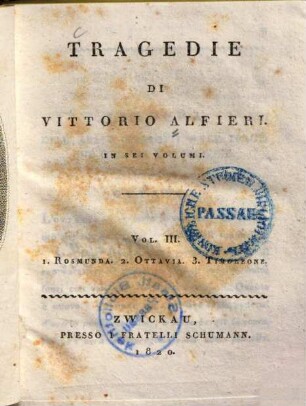 TRAGEDIE
DI
VITTORIO ALFIERI.
IN SEI VOLUMI.
PASSAU
Vol. III.
1. Rosmunda. 2. Ottavia. 3. Timoleone.
ZWICKAU,
PRESSO I FRATELLI SCHUMANN.
1820.